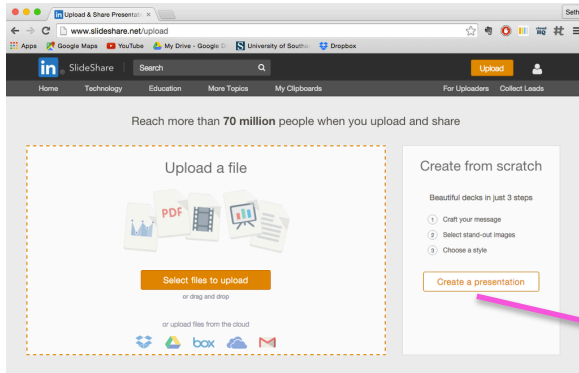 in Upload & Share Presentat ×
Seth
www.slideshare.net/upload
Apps Google Maps YouTube My Drive - Google D University of Southe Dropbox
in SlideShare Search Upload
Home Technology Education More Topics My Clipboards For Uploaders Collect Leads
Reach more than 70 million people when you upload and share
Upload a file
PDF
Select files to upload
or drag and drop
or upload files from the cloud
box
Create from scratch
Beautiful decks in just 3 steps
1 Craft your message
2 Select stand-out images
3 Choose a style
Create a presentation